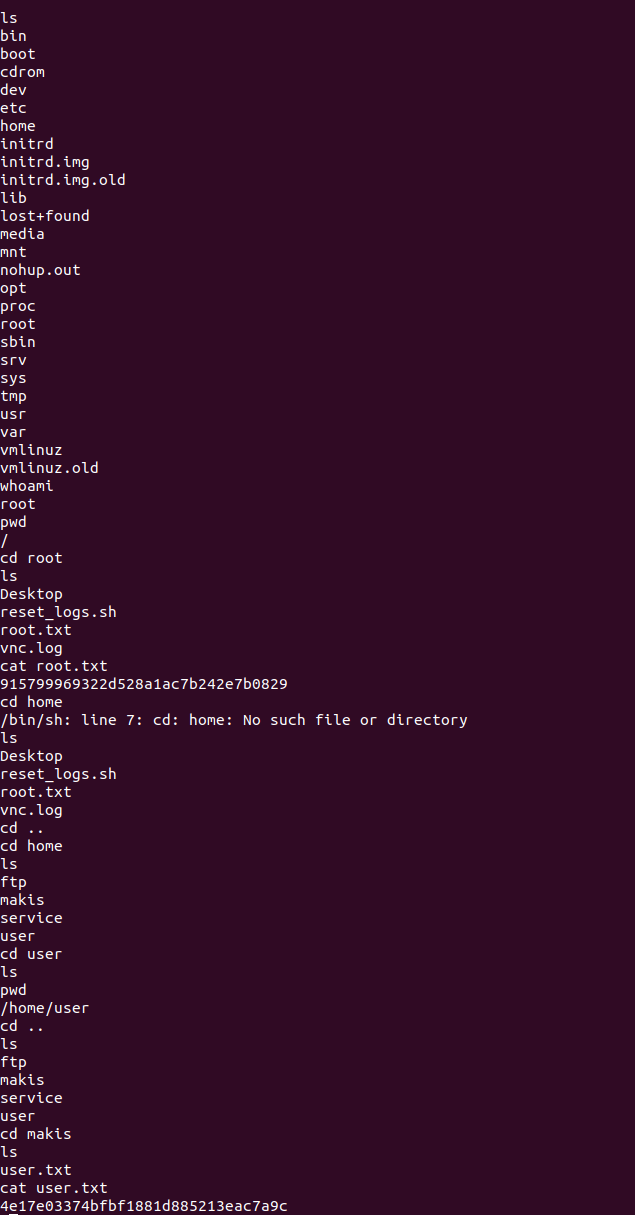 ls
bin
boot
cdrom
dev
etc
home
initrd
initrd.img
initrd.img.old
lib
lost+found
media
mnt
nohup.out
opt
proc
root
sbin
srv
sys
tmp
usr
var
vmlinuz
vmlinuz.old
whoami
root
pwd
/
cd root
ls
Desktop
reset_logs.sh
root.txt
vnc.log
cat root.txt
915799969322d528a1ac7b242e7b0829
cd home
/bin/sh: line 7: cd: home: No such file or directory
ls
Desktop
reset_logs.sh
root.txt
vnc.log
cd ..
cd home
ls
ftp
makis
service
user
cd user
ls
pwd
/home/user
cd ..
ls
ftp
makis
service
user
cd makis
ls
user.txt
cat user.txt
4e17e03374bfbf1881d885213eac7a9c